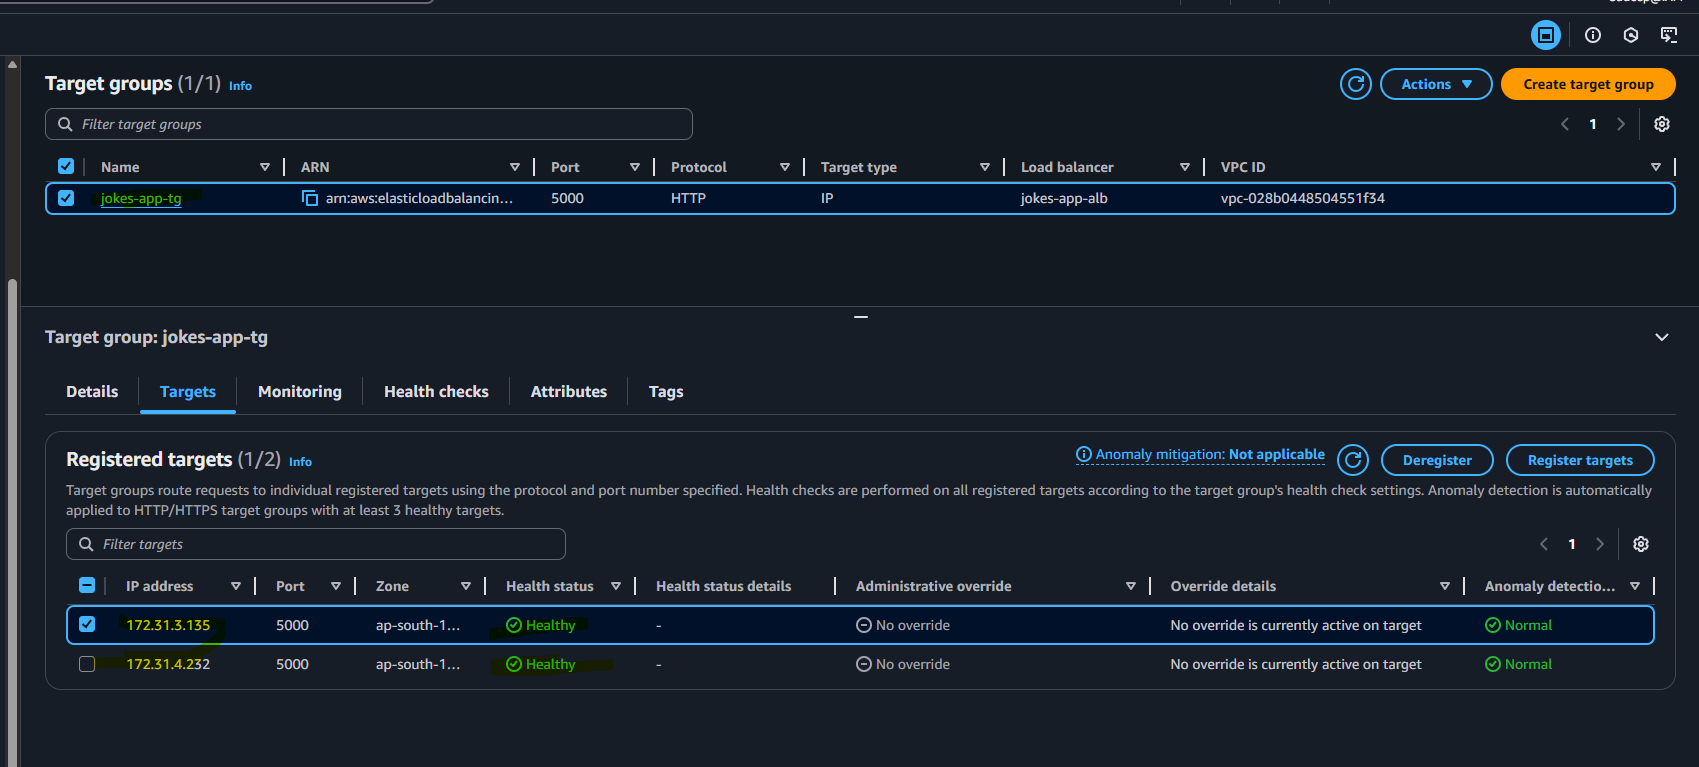 Target groups (1/1) Info
Actions
Create target group
Filter target groups
1
Name ARN Port Protocol Target type Load balancer VPC ID
jokes-app-tg arn:aws:elasticloadbalancin... 5000 HTTP IP jokes-app-alb vpc-028b0448504551f34
Target group: jokes-app-tg
Details Targets Monitoring Health checks Attributes Tags
Registered targets (1/2) Info
Anomaly mitigation: Not applicable
Deregister
Register targets
Target groups route requests to individual registered targets using the protocol and port number specified. Health checks are performed on all registered targets according to the target group's health check settings. Anomaly detection is automatically
applied to HTTP/HTTPS target groups with at least 3 healthy targets.
Filter targets
1
IP address Port Zone Health status Health status details Administrative override Override details Anomaly detectio...
172.31.3.135 5000 ap-south-1... Healthy - No override No override is currently active on target Normal
172.31.4.232 5000 ap-south-1... Healthy - No override No override is currently active on target Normal